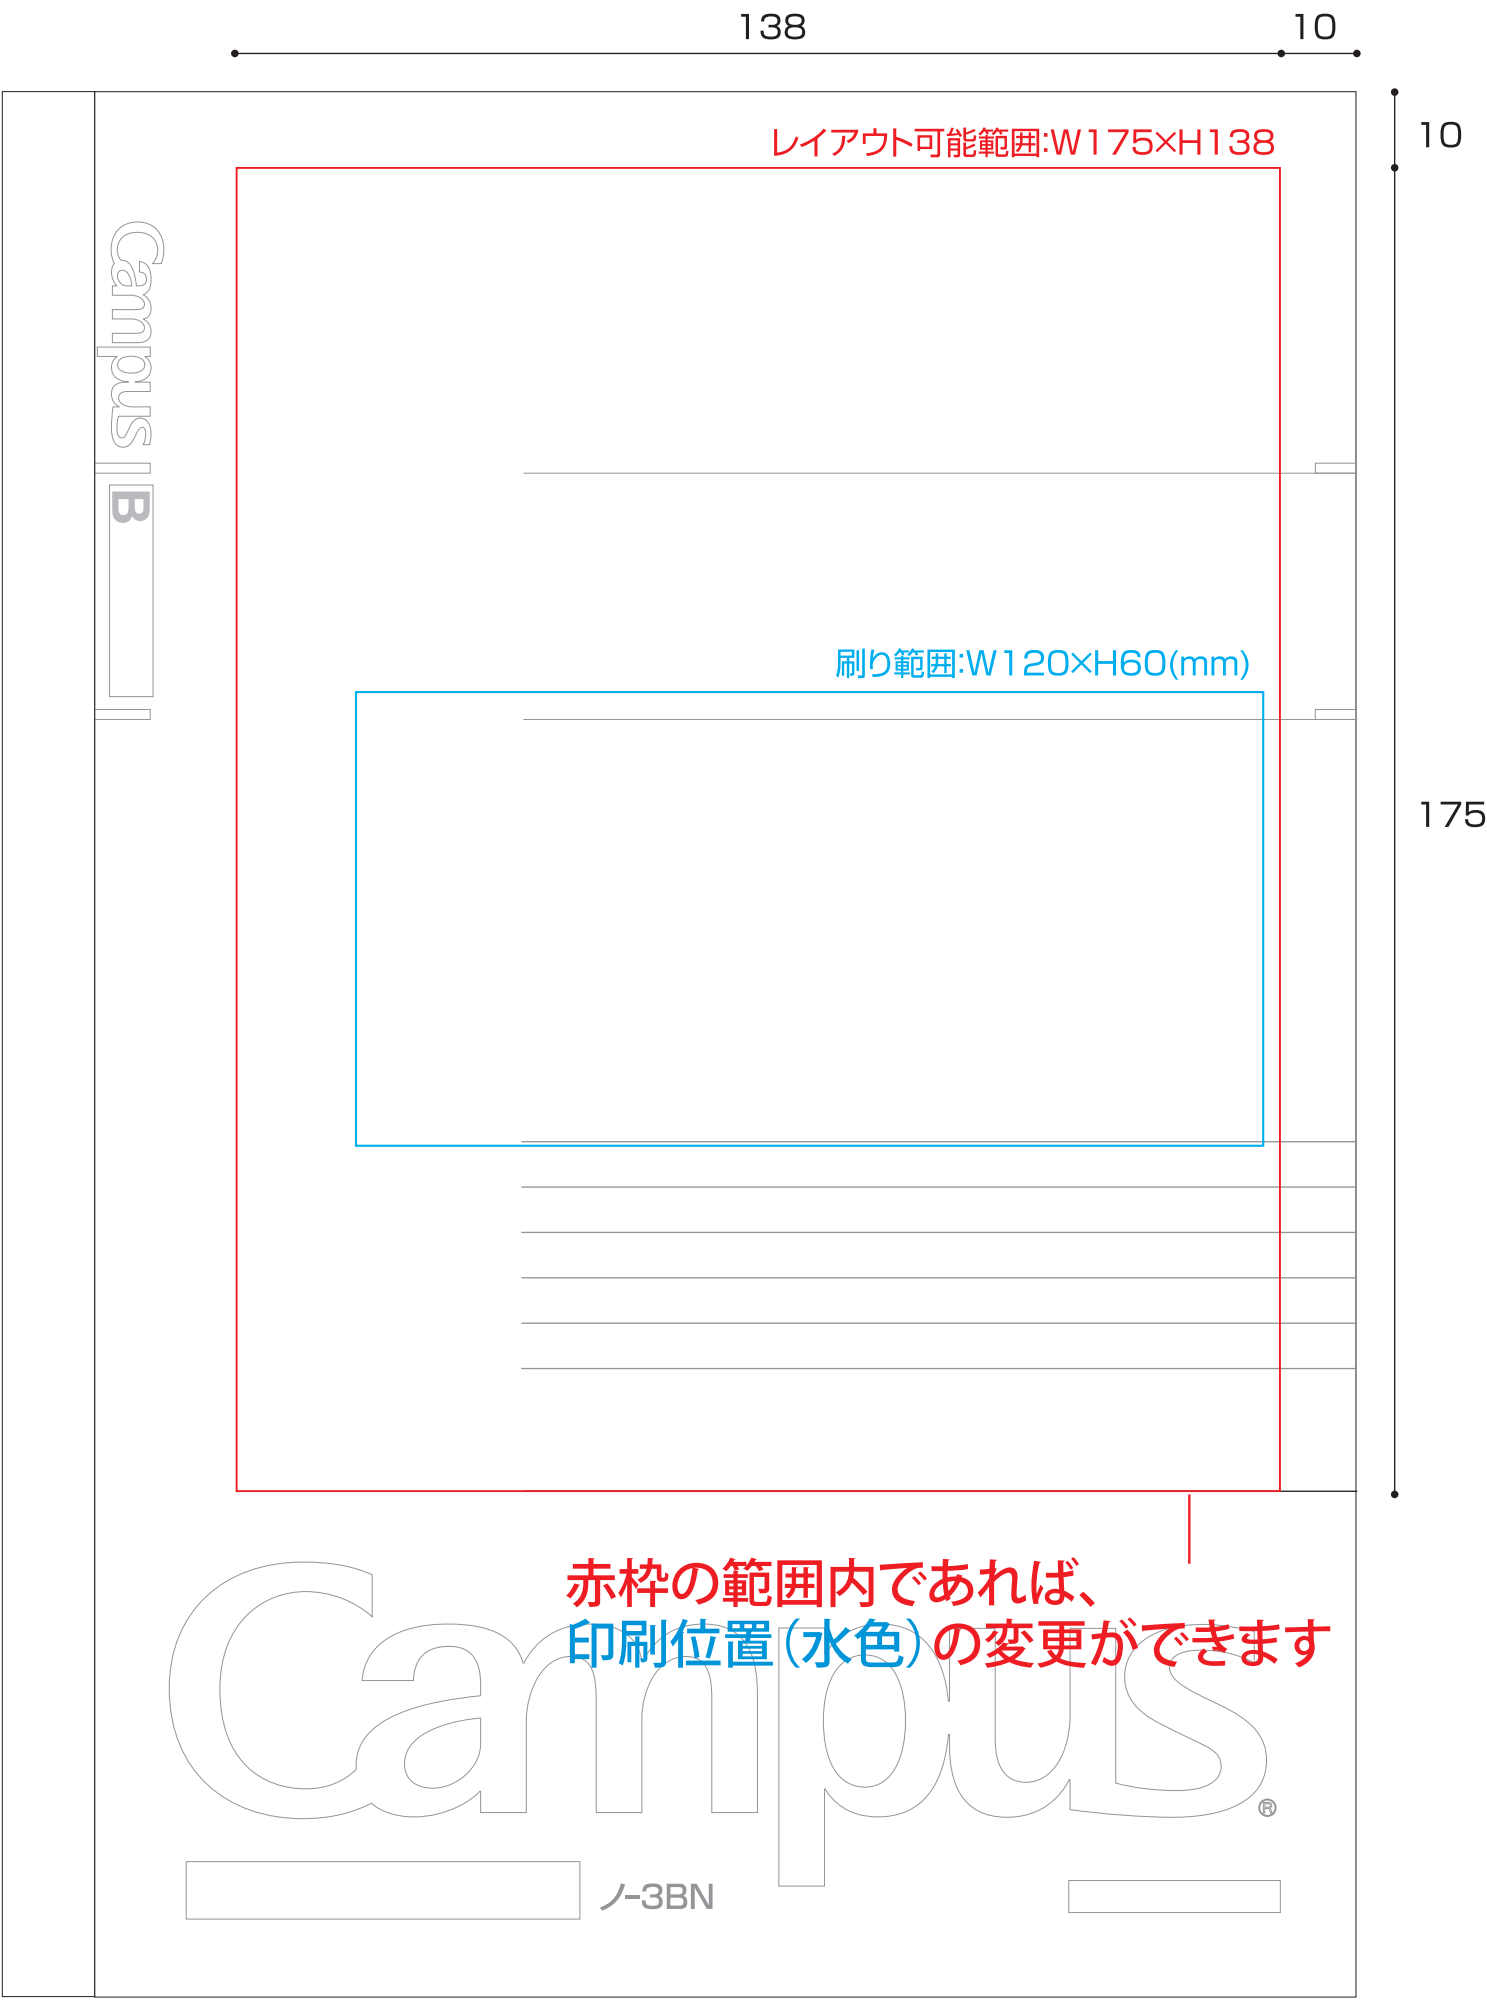 138
10
10
レイアウト可能範囲:W175×H138
Campus
B
刷り範囲:W120×H60(mm)
175
赤枠の範囲内であれば、
印刷位置(水色)の変更ができます
Campus®
ノ-3BN